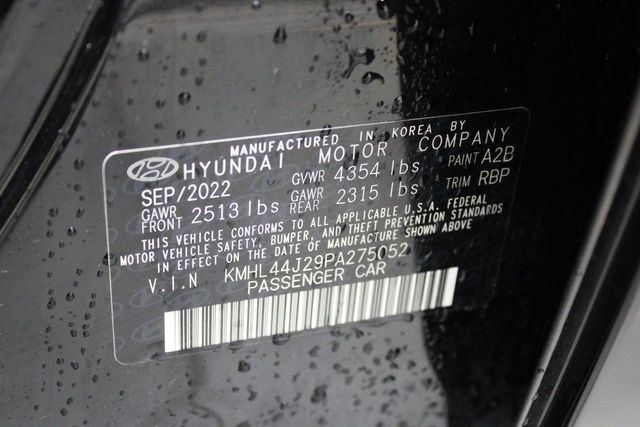 MANUFACTURED IN KOREA BY
HYUNDAI MOTOR COMPANY
SEP/2022 GVWR 4354 lbs PAINT A2B
GAWR FRONT 2513 lbs GAWR REAR 2315 lbs TRIM RBP
THIS VEHICLE CONFORMS TO ALL APPLICABLE U.S.A. FEDERAL
MOTOR VEHICLE SAFETY, BUMPER, AND THEFT PREVENTION STANDARDS
IN EFFECT ON THE DATE OF MANUFACTURE SHOWN ABOVE.
V.I.N KMHL44J29PA275052
PASSENGER CAR